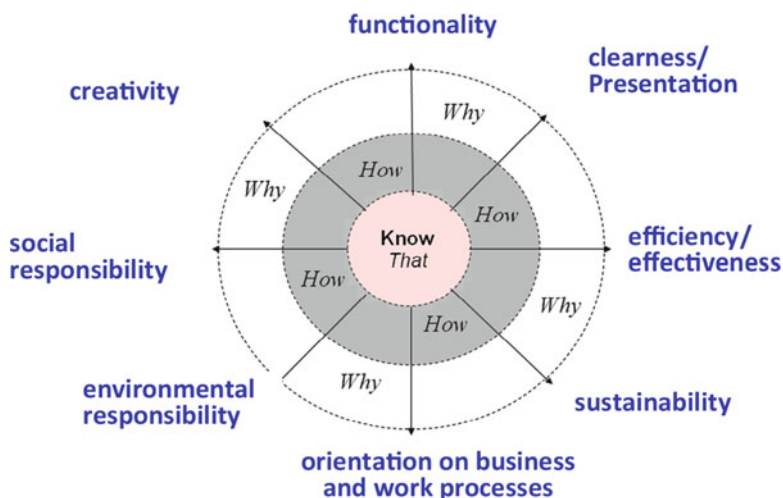 functionality
clearness/
Presentation
creativity
Why
How
Why
How
Know
That
social
responsibility
efficiency/
effectiveness
How
How
Why
Why
environmental
responsibility
sustainability
orientation on business
and work processes